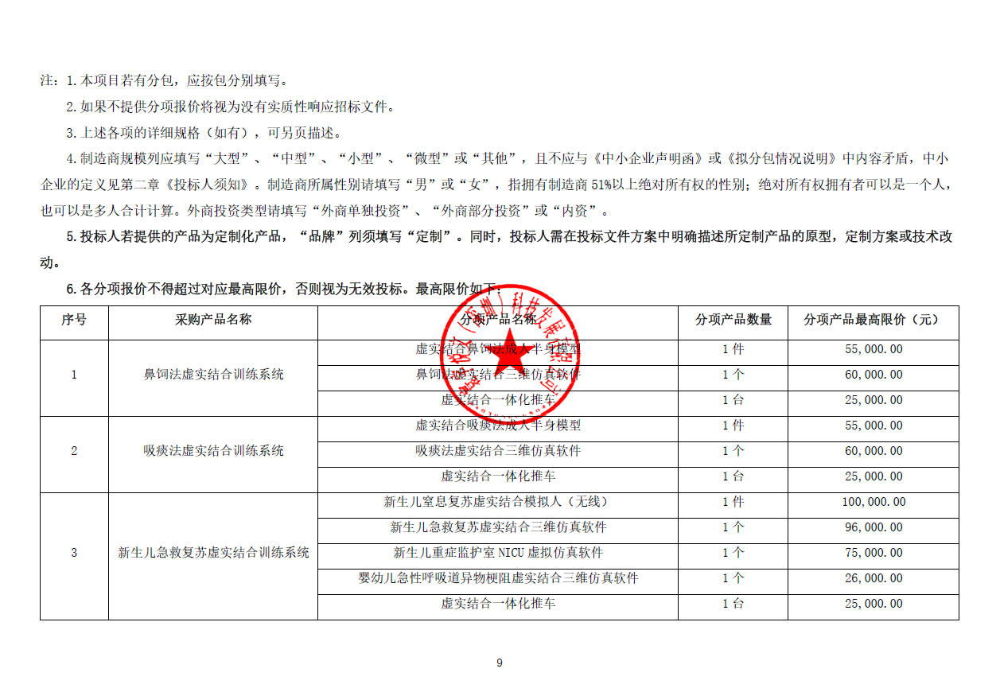 注：1.本项目若有分包，应按包分别填写。
2.如果不提供分项报价将视为没有实质性响应招标文件。
3.上述各项的详细规格（如有），可另页描述。
4.制造商规模列应填写“大型”、“中型”、“小型”、“微型”或“其他”，且不应与《中小企业声明函》或《拟分包情况说明》中内容矛盾，中小
企业的定义见第二章《投标人须知》。制造商所属性别请填写“男”或“女”，指拥有制造商51%以上绝对所有权的性别；绝对所有权拥有者可以是一个人，
也可以是多人合计计算。外商投资类型请填写“外商单独投资”、“外商部分投资”或“内资”。
5.投标人若提供的产品为定制化产品，“品牌”列须填写“定制”。同时，投标人需在投标文件方案中明确描述所定制产品的原型，定制方案或技术改
动。
6.各分项报价不得超过对应最高限价，否则视为无效投标。最高限价如下：
序号 采购产品名称 分项产品名称 分项产品数量 分项产品最高限价（元）
1 鼻饲法虚实结合训练系统 虚实结合鼻饲法成人半身模型 1件 55,000.00
鼻饲法虚实结合三维仿真软件 1个 60,000.00
虚实结合一体化推车 1台 25,000.00
2 吸痰法虚实结合训练系统 虚实结合吸痰法成人半身模型 1件 55,000.00
吸痰法虚实结合三维仿真软件 1个 60,000.00
虚实结合一体化推车 1台 25,000.00
3 新生儿急救复苏虚实结合训练系统 新生儿窒息复苏虚实结合模拟人（无线） 1件 100,000.00
新生儿急救复苏虚实结合三维仿真软件 1个 96,000.00
新生儿重症监护室NICU虚拟仿真软件 1个 75,000.00
婴幼儿急性呼吸道异物梗阻虚实结合三维仿真软件 1个 26,000.00
虚实结合一体化推车 1台 25,000.00
9